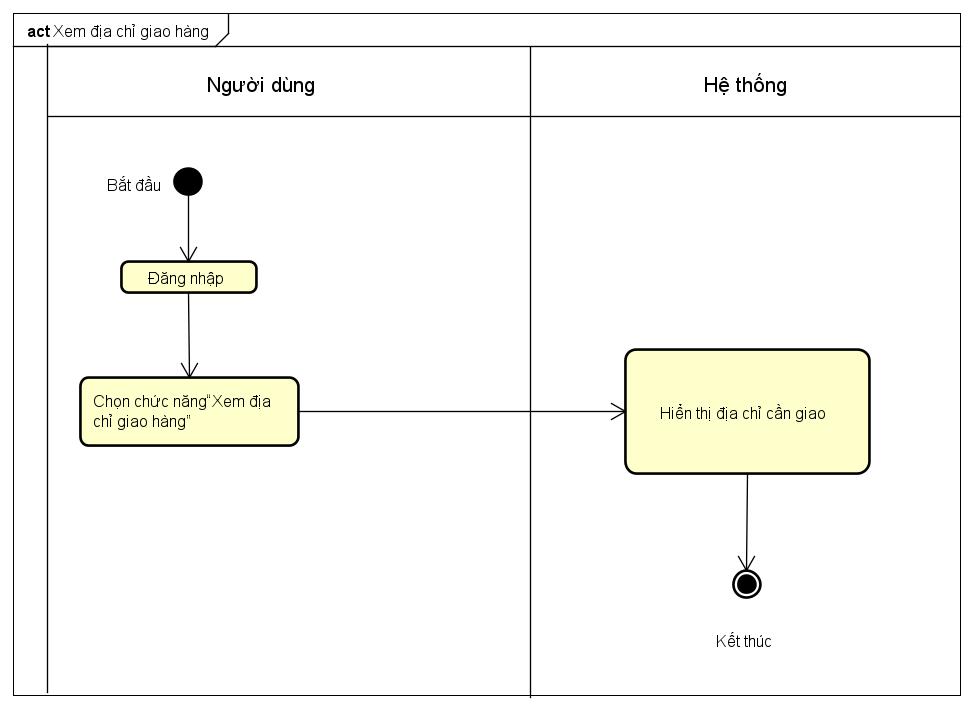 act Xem địa chỉ giao hàng
Người dùng
Hệ thống
Bắt đầu
Đăng nhập
Chọn chức năng“Xem địa
chỉ giao hàng”
Hiển thị địa chỉ cần giao
Kết thúc